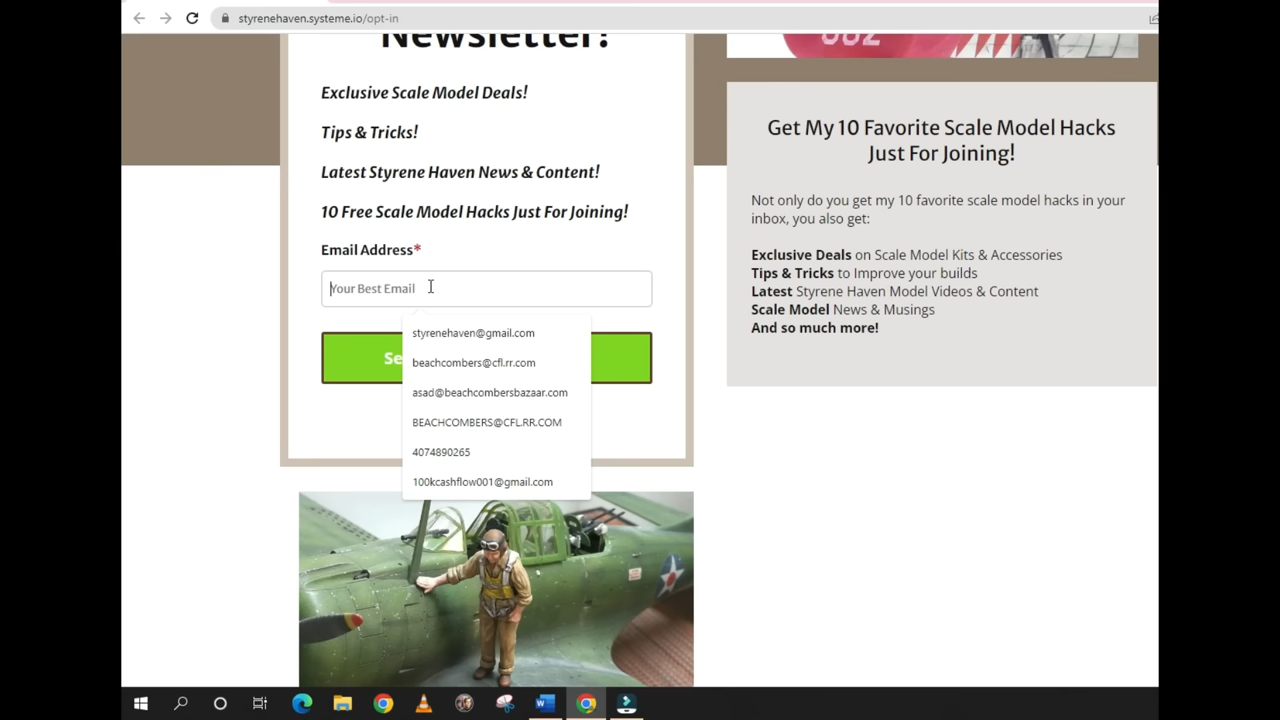 styrenehaven.systeme.io/opt-in
Newsletter!
002
Exclusive Scale Model Deals!
Tips & Tricks!
Latest Styrene Haven News & Content!
10 Free Scale Model Hacks Just For Joining!
Email Address*
Your Best Email
styrenehaven@gmail.com
Se
beachcombers@cfl.rr.com
asad@beachcombersbazaar.com
BEACHCOMBERS@CFL.RR.COM
4074890265
100kcashflow001@gmail.com
Get My 10 Favorite Scale Model Hacks
Just For Joining!
Not only do you get my 10 favorite scale model hacks in your
inbox, you also get:
Exclusive Deals on Scale Model Kits & Accessories
Tips & Tricks to Improve your builds
Latest Styrene Haven Model Videos & Content
Scale Model News & Musings
And so much more!